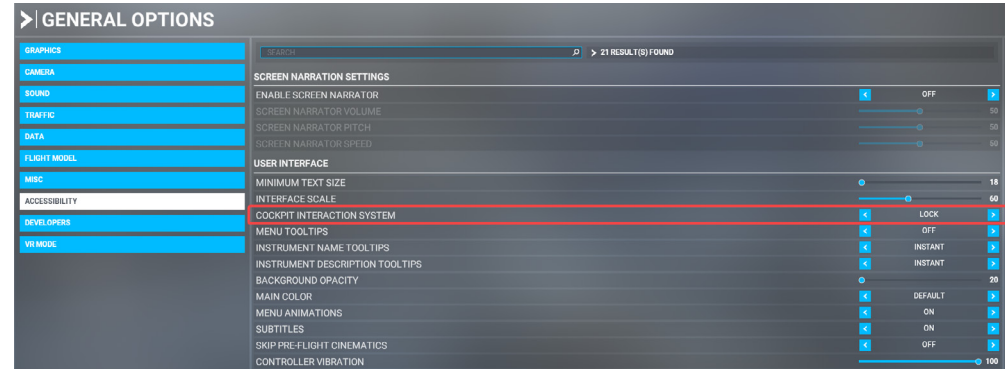 GENERAL OPTIONS
GRAPHICS
CAMERA
SOUND
TRAFFIC
DATA
FLIGHT MODEL
MISC
ACCESSIBILITY
DEVELOPERS
VR MODE
SEARCH
21 RESULT(S) FOUND
SCREEN NARRATION SETTINGS
ENABLE SCREEN NARRATOR OFF
SCREEN NARRATOR VOLUME 50
SCREEN NARRATOR PITCH 50
SCREEN NARRATOR SPEED 50
USER INTERFACE
MINIMUM TEXT SIZE 18
INTERFACE SCALE 60
COCKPIT INTERACTION SYSTEM LOCK
MENU TOOLTIPS OFF
INSTRUMENT NAME TOOLTIPS INSTANT
INSTRUMENT DESCRIPTION TOOLTIPS INSTANT
BACKGROUND OPACITY 20
MAIN COLOR DEFAULT
MENU ANIMATIONS ON
SUBTITLES ON
SKIP PRE-FLIGHT CINEMATICS OFF
CONTROLLER VIBRATION 100